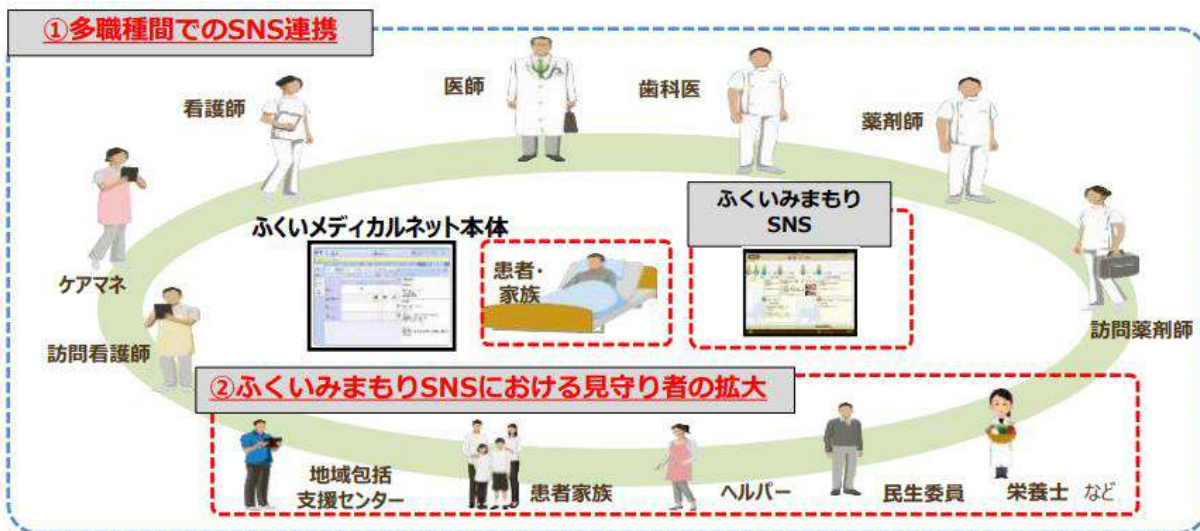 ①多職種間でのSNS連携
医師
歯科医
看護師
薬剤師
ふくいみまもり
SNS
ふくいメディカルネット本体
患者・
家族
ケアマネ
訪問看護師
訪問薬剤師
②ふくいみまもりSNSにおける見守り者の拡大
地域包括
支援センター
患者家族
ヘルパー
民生委員
栄養士 など